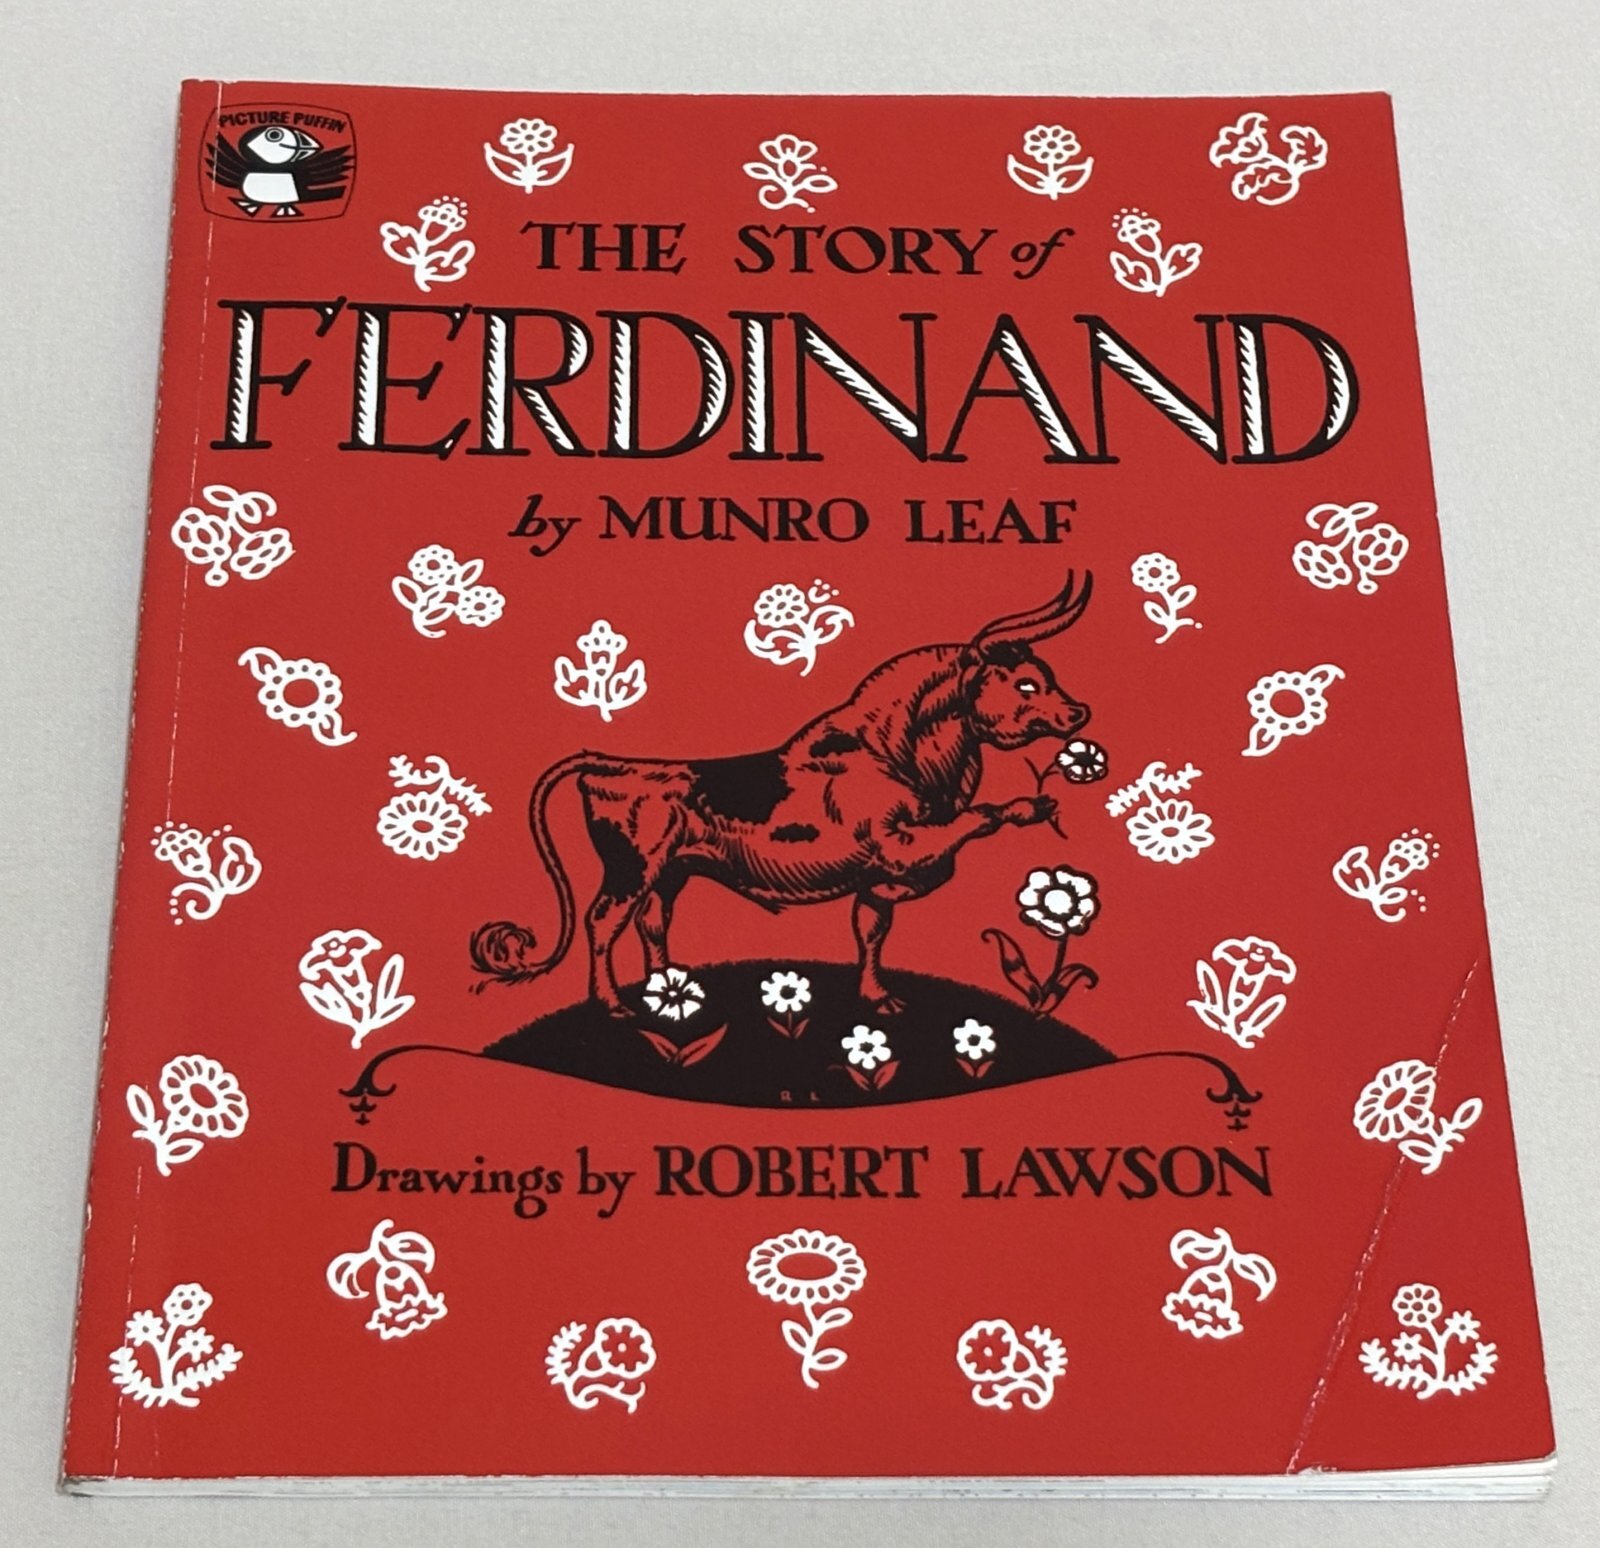 PICTURE PUFFIN
THE STORY of
FERDINAND
by MUNRO LEAF
R L
Drawings by ROBERT LAWSON